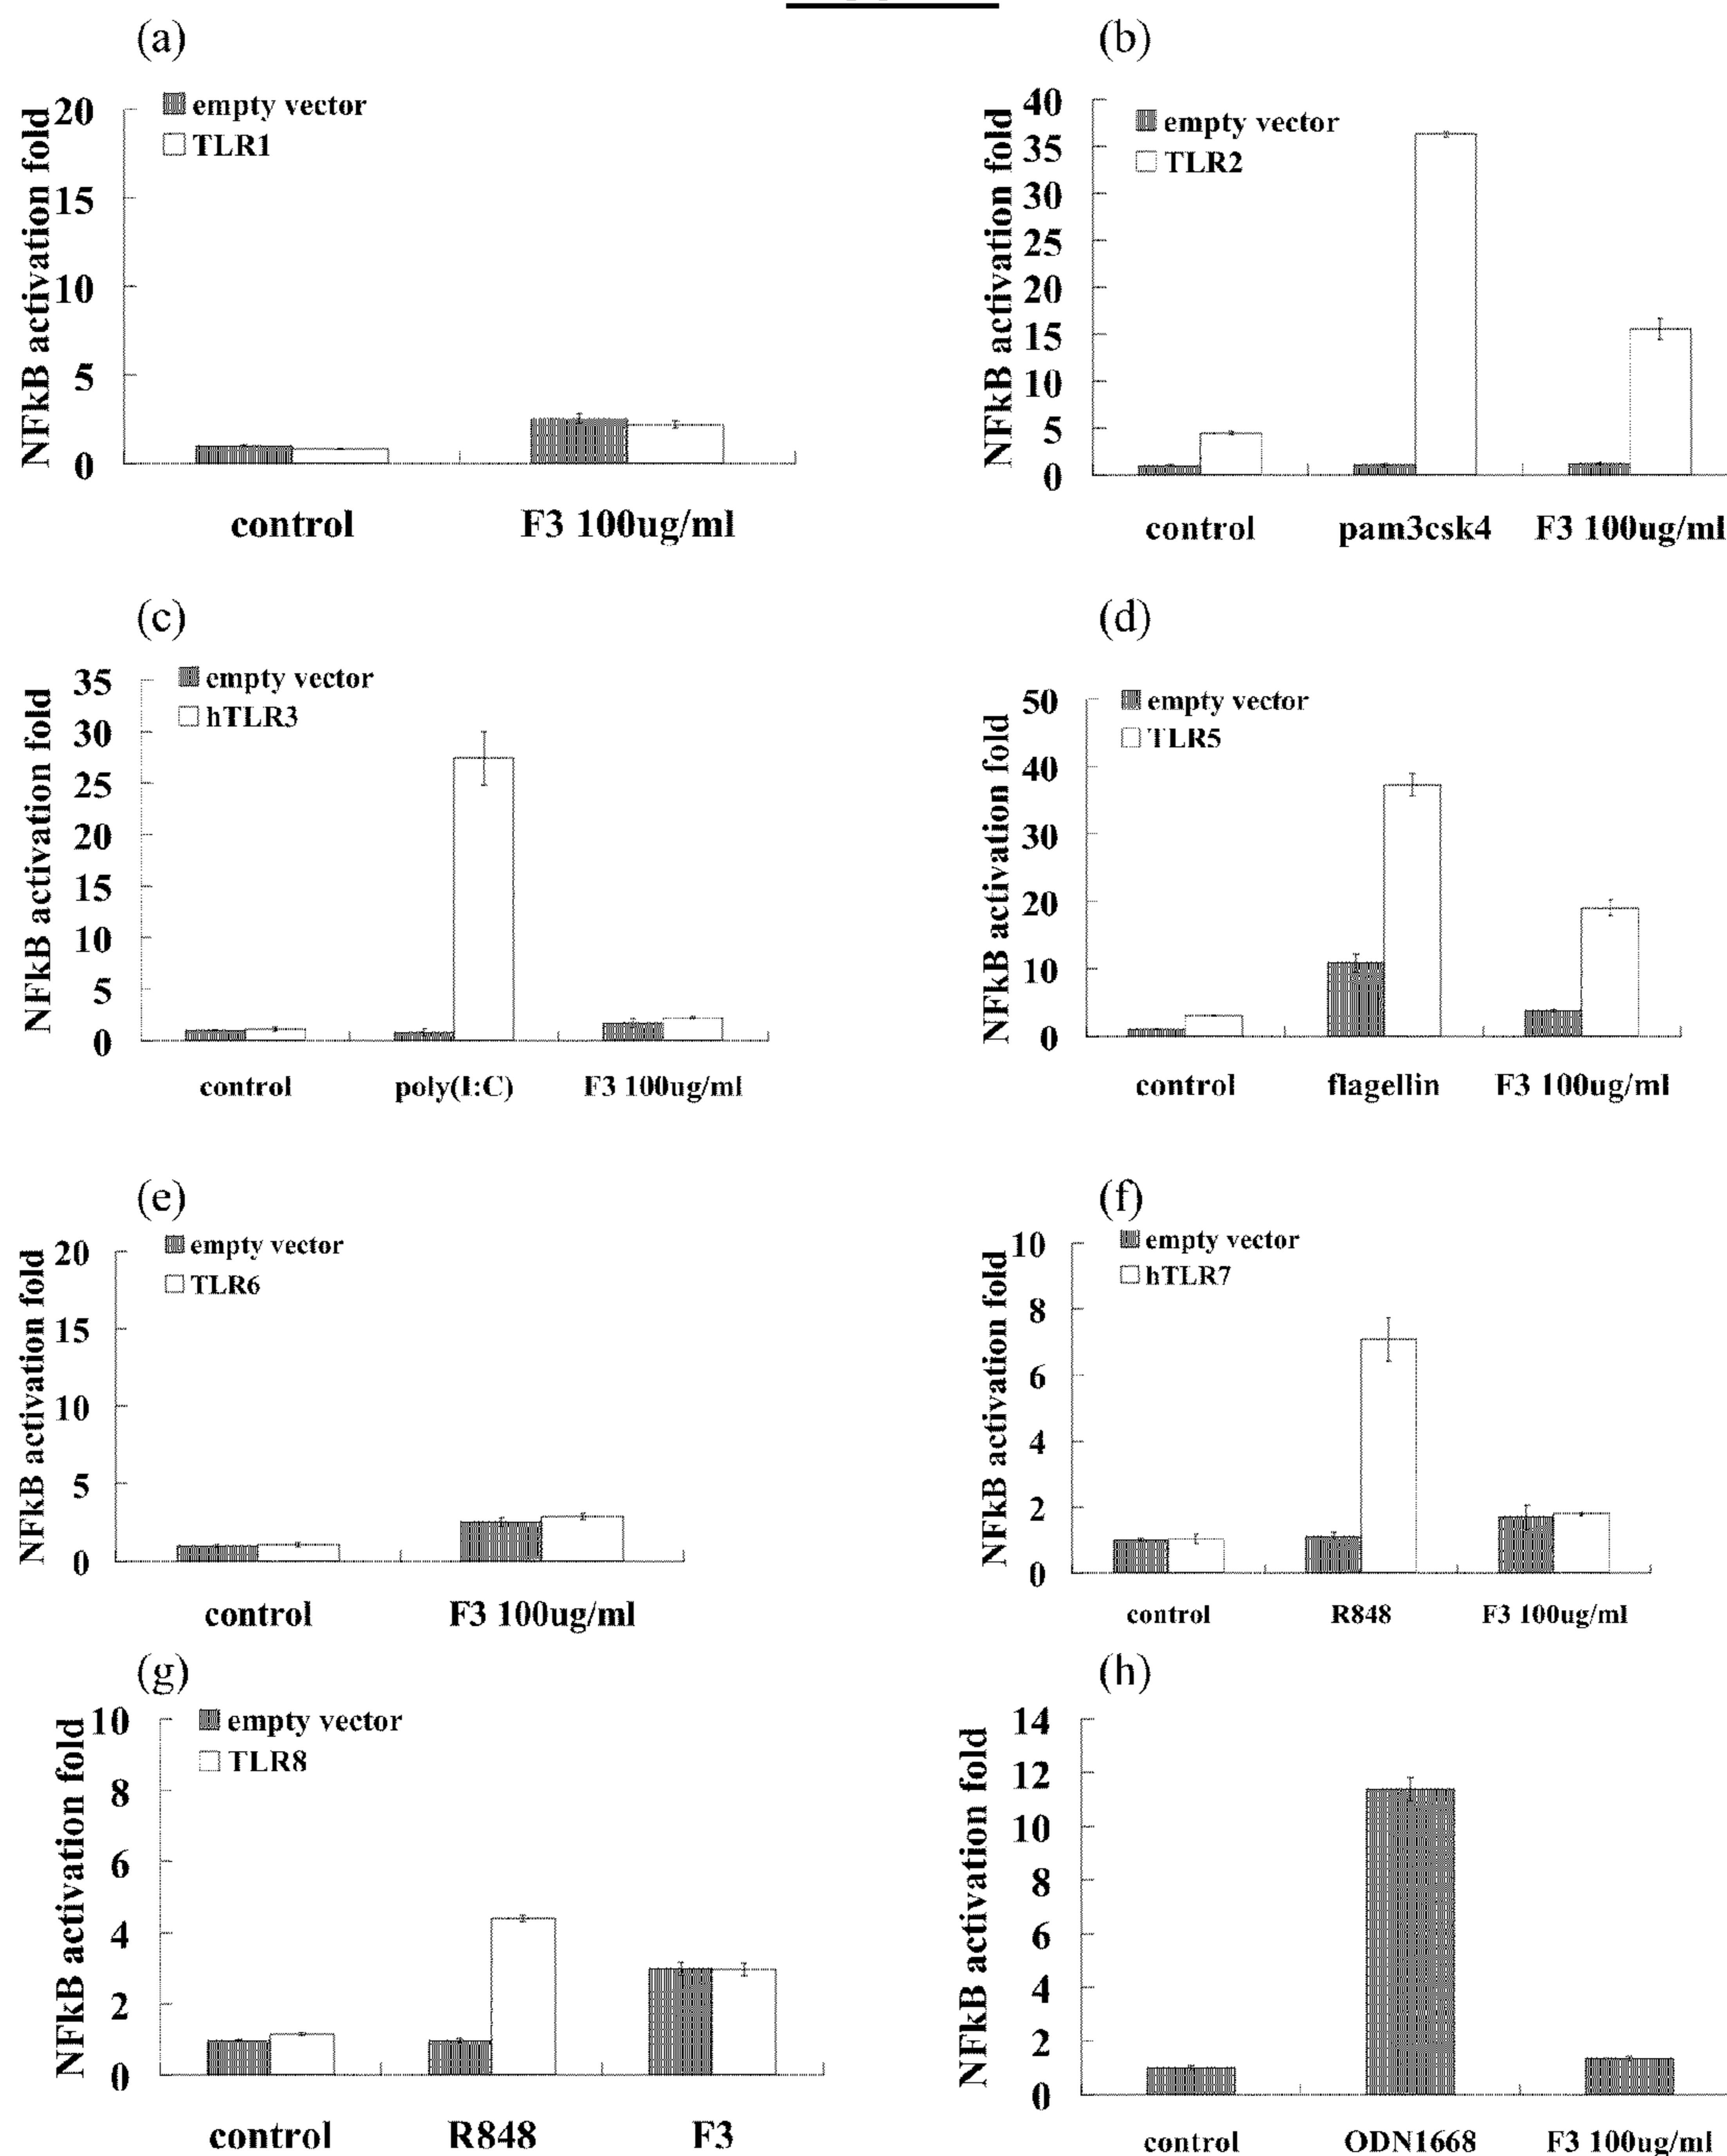 (a)
NFkB activation fold
20
15
10
5
0
empty vector
TLR1
control F3 100ug/ml
(b)
NFkB activation fold
40
35
30
25
20
15
10
5
0
empty vector
TLR2
control pam3csk4 F3 100ug/ml
(c)
NFkB activation fold
35
30
25
20
15
10
5
0
empty vector
hTLR3
control poly(I:C) F3 100ug/ml
(d)
NFkB activation fold
50
40
30
20
10
0
empty vector
TLR5
control flagellin F3 100ug/ml
(e)
NFkB activation fold
20
15
10
5
0
empty vector
TLR6
control F3 100ug/ml
(f)
NFkB activation fold
10
8
6
4
2
0
empty vector
hTLR7
control R848 F3 100ug/ml
(g)
NFkB activation fold
10
8
6
4
2
0
empty vector
TLR8
control R848 F3
(h)
NFkB activation fold
14
12
10
8
6
4
2
0
control ODN1668 F3 100ug/ml